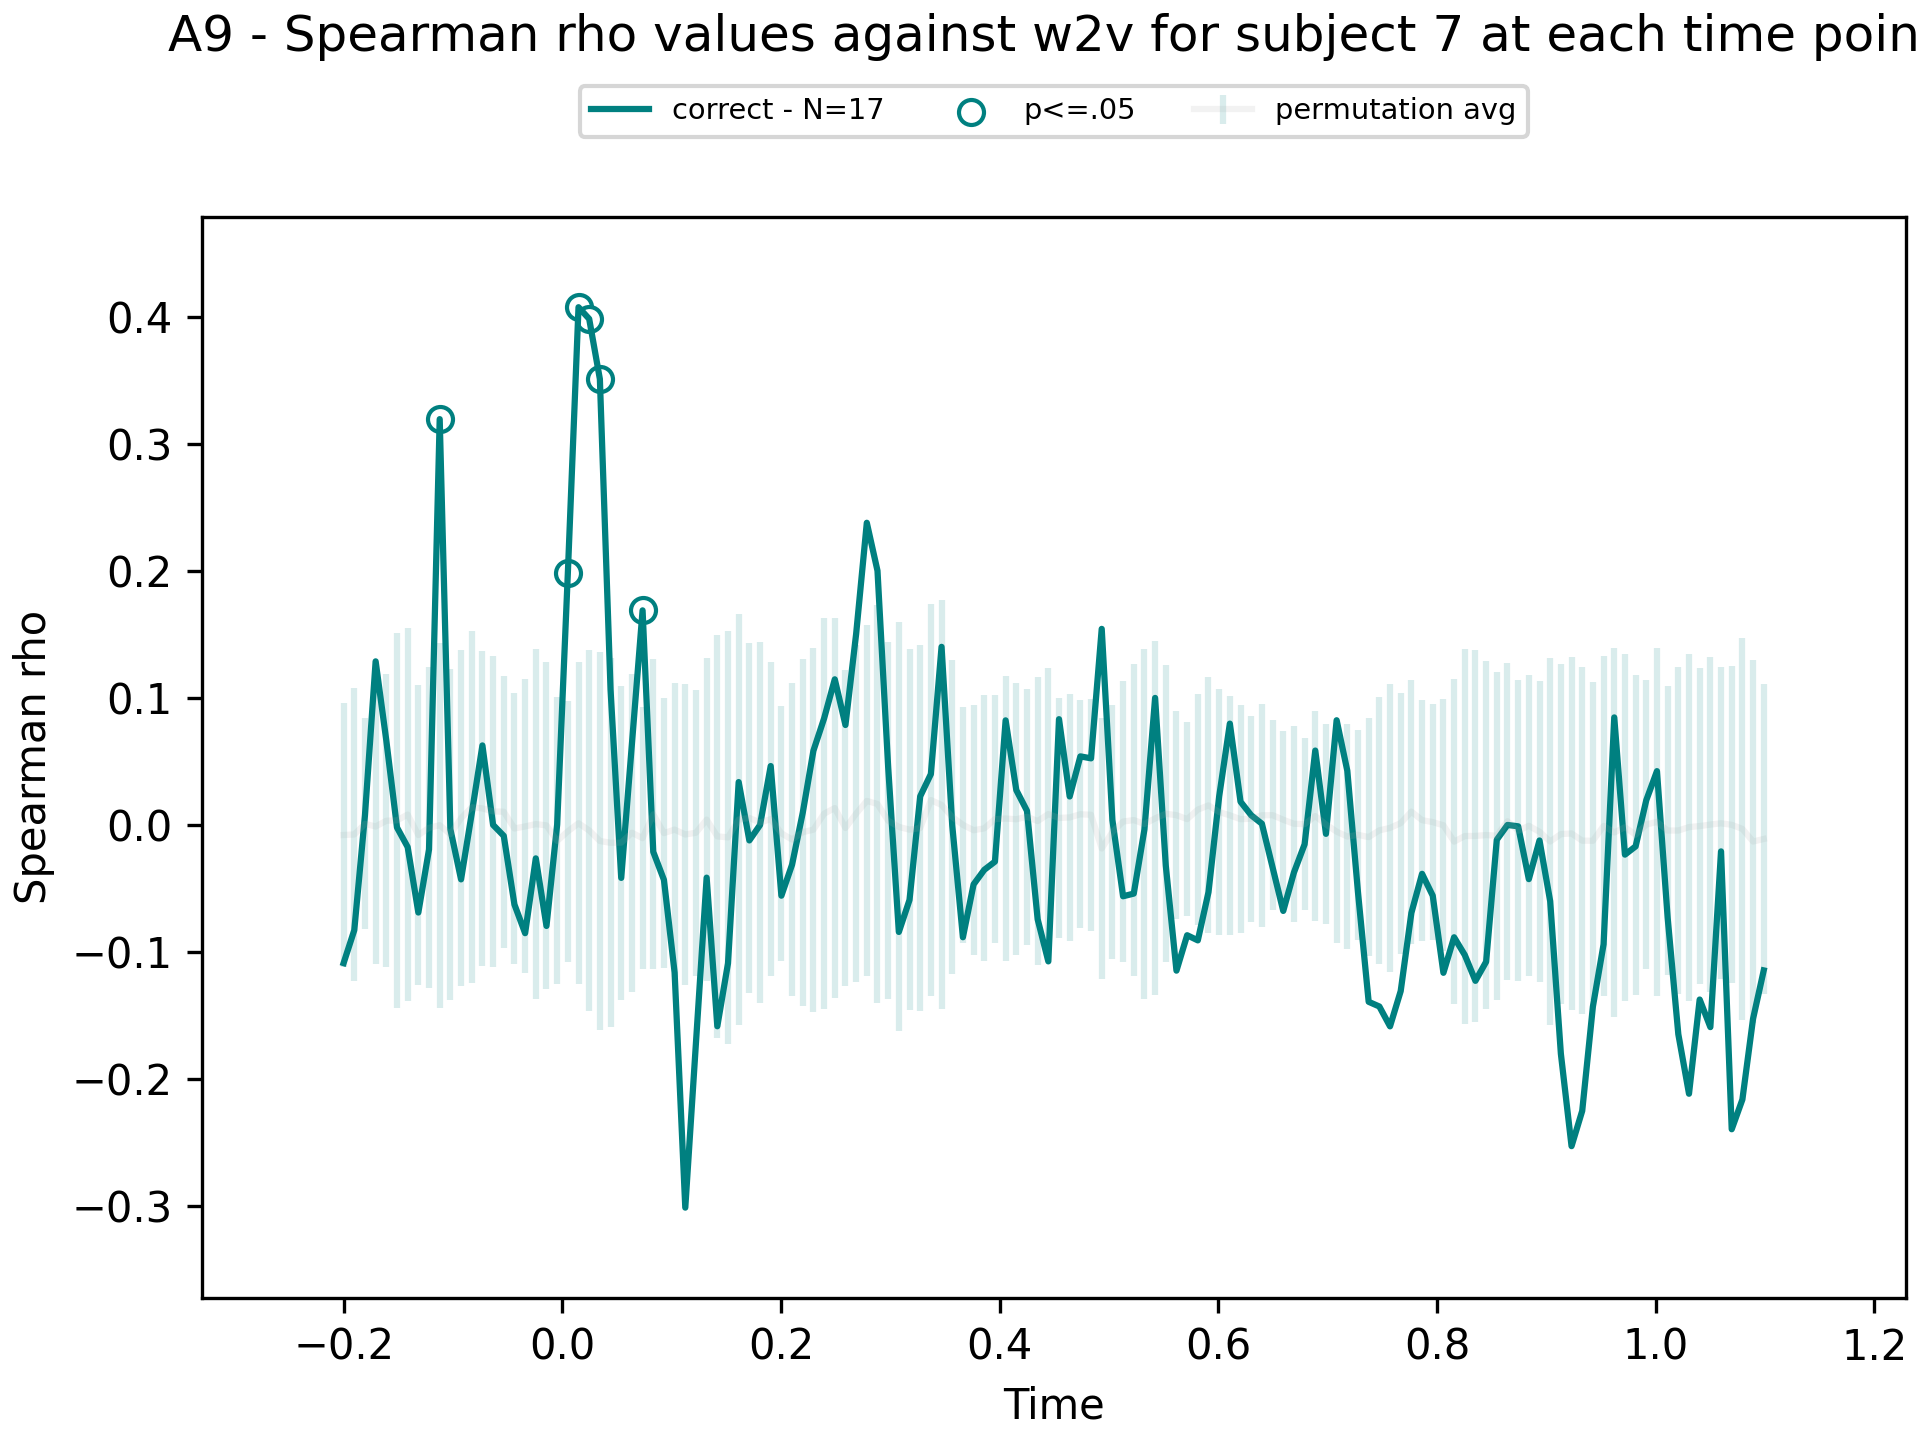 A9 - Spearman rho values against w2v for subject 7 at each time poin
correct - N=17 p<=.05 permutation avg
Spearman rho
0.4
0.3
0.2
0.1
0.0
−0.1
−0.2
−0.3
−0.2 0.0 0.2 0.4 0.6 0.8 1.0 1.2
Time